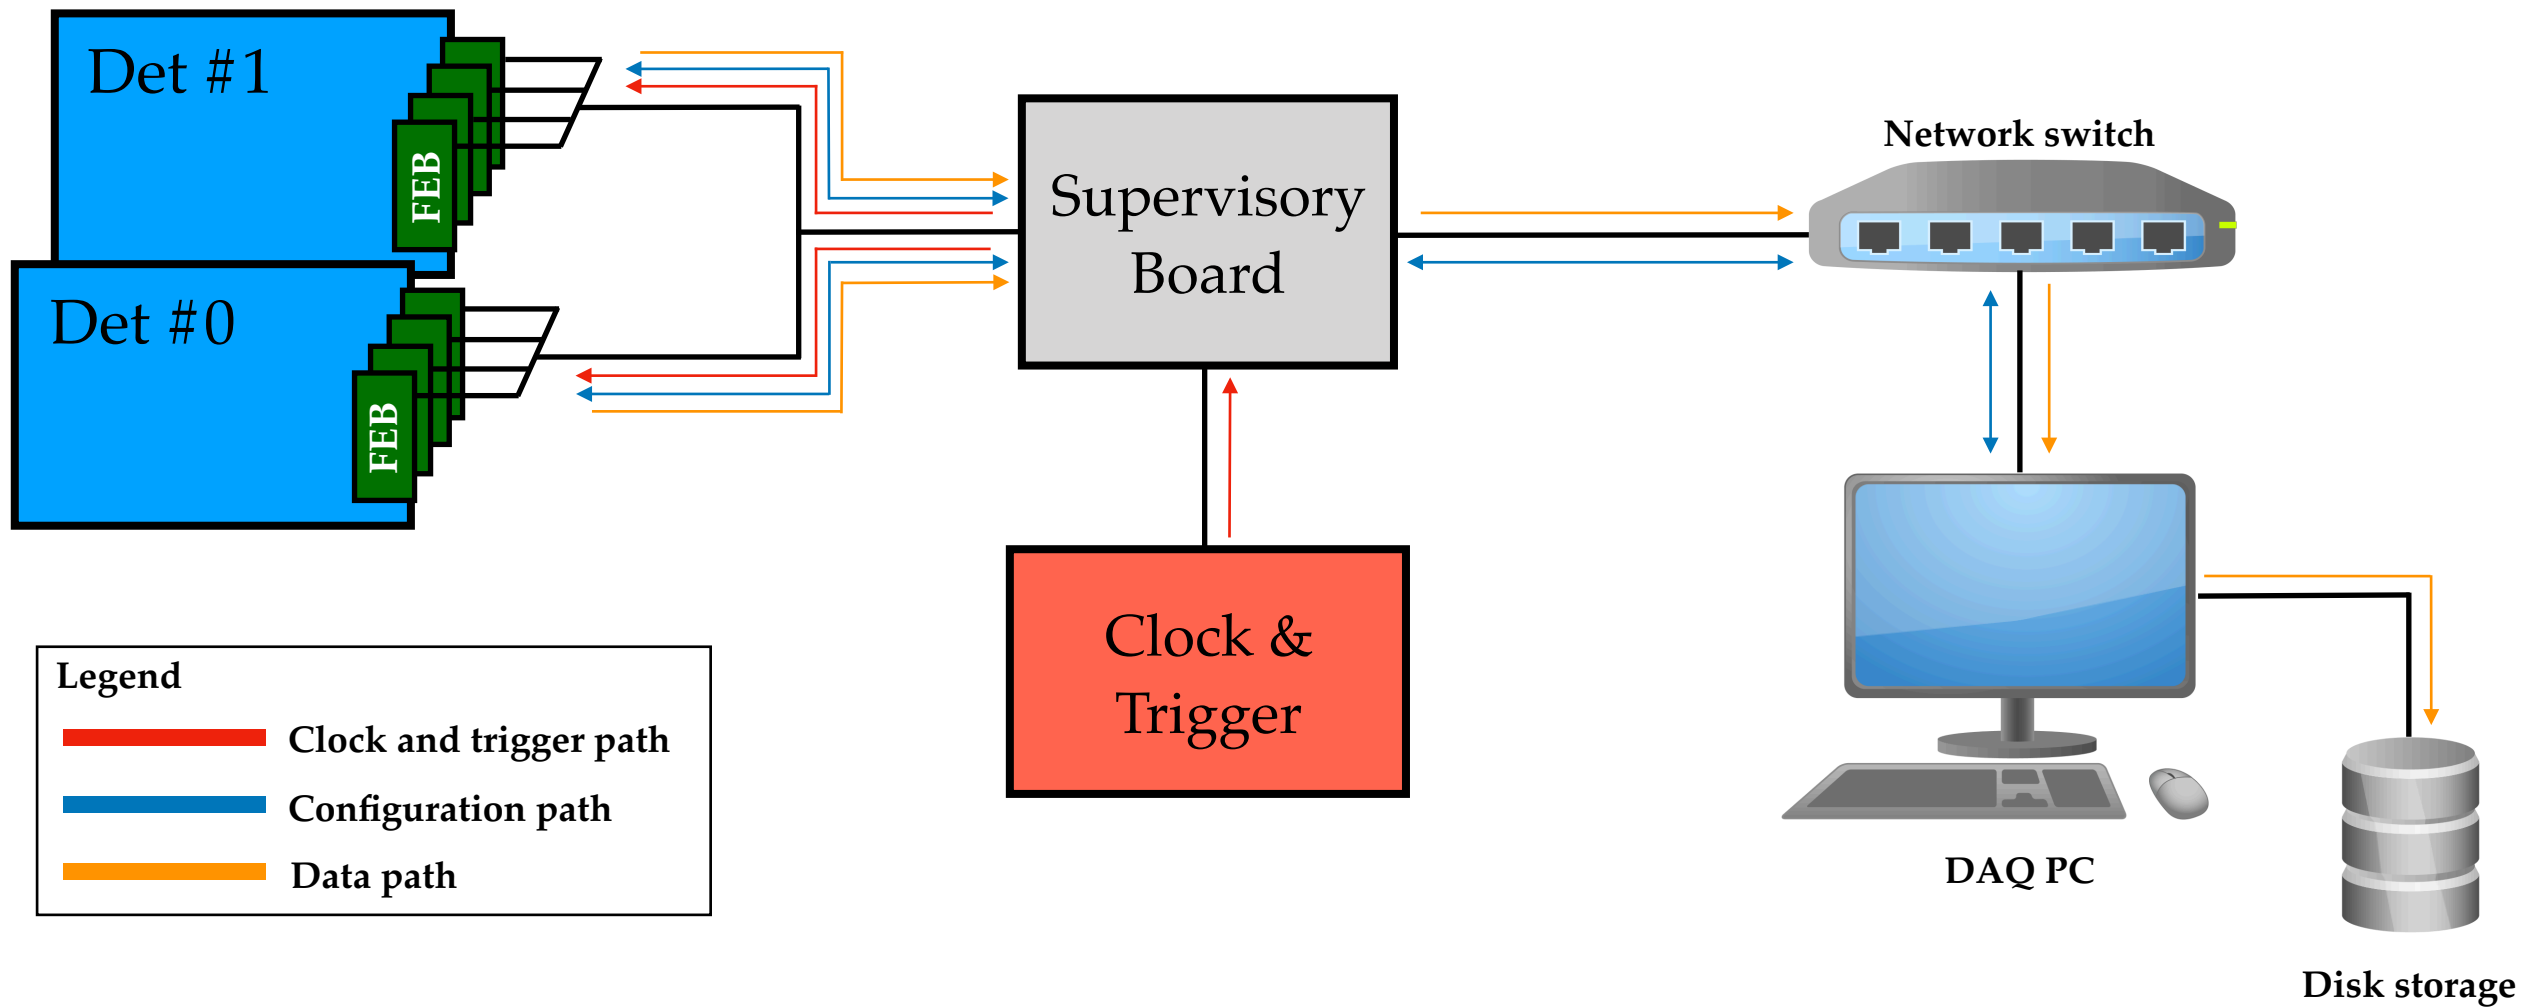 Det #1
FEB
Det #0
FEB
Supervisory
Board
Network switch
Clock &
Trigger
DAQ PC
Disk storage
Legend
Clock and trigger path
Configuration path
Data path